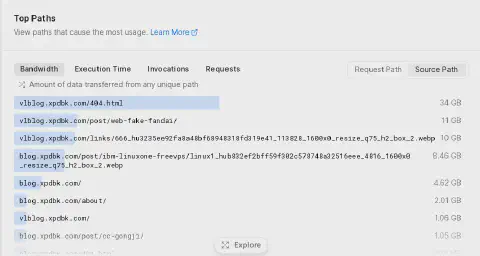 Top Paths
View paths that cause the most usage. Learn More
Bandwidth Execution Time Invocations Requests Request Path Source Path
Amount of data transferred from any unique path
vlblog.xpdbk.com/404.html 34 GB
vlblog.xpdbk.com/post/web-fake-fandai/ 11 GB
vlblog.xpdbk.com/links/666_hu3235ee92fa8a48bf68948318fd319e41_113828_1600x0_resize_q75_h2_box_2.webp 10 GB
blog.xpdbk.com/post/ibm-linuxone-freevps/linux1_hub832ef2bff59f302c578748a32516eee_4816_1600x0 8.46 GB
_resize_q75_h2_box_2.webp
blog.xpdbk.com/ 4.62 GB
blog.xpdbk.com/about/ 2.01 GB
vlblog.xpdbk.com/ 1.06 GB
blog.xpdbk.com/post/cc-gongji/ 1.05 GB
Explore